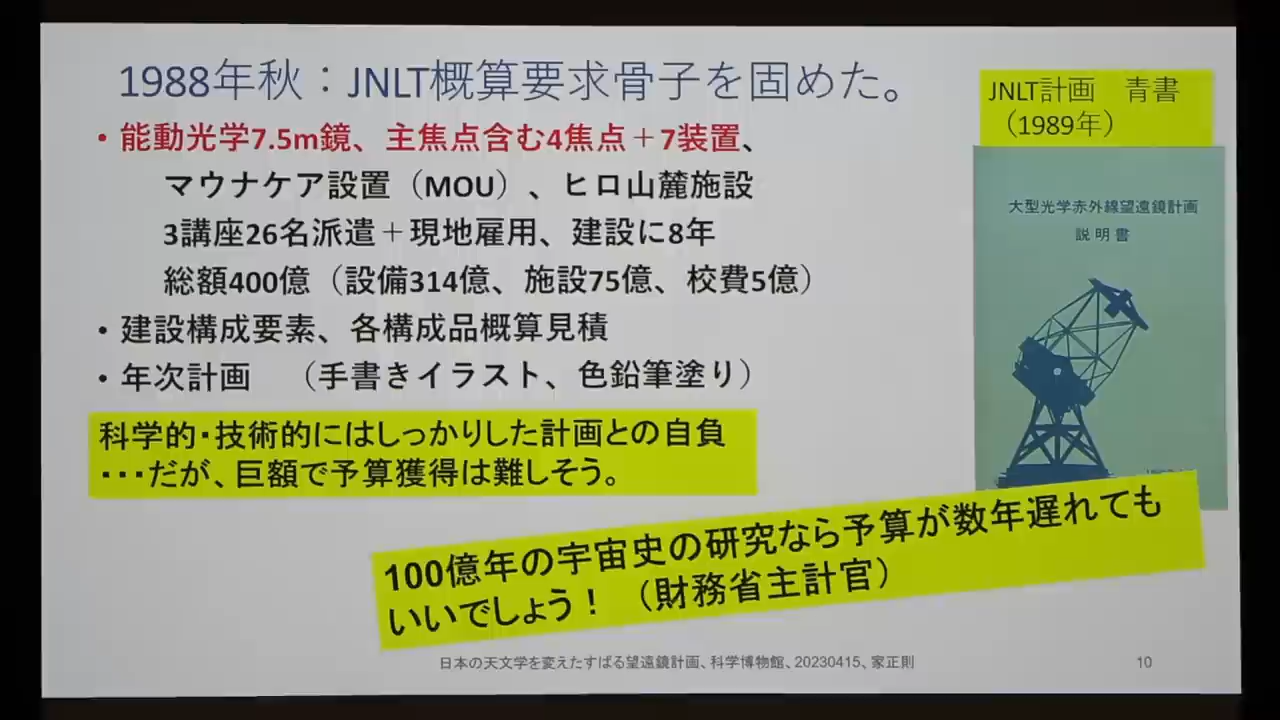 1988年秋：JNLT概算要求骨子を固めた。
• 能動光学7.5m鏡、主焦点含む4焦点＋7装置、
マウナケア設置（MOU）、ヒロ山麓施設
3講座26名派遣＋現地雇用、建設に8年
総額400億（設備314億、施設75億、校費5億）
• 建設構成要素、各構成品概算見積
• 年次計画　（手書きイラスト、色鉛筆塗り）
科学的･技術的にはしっかりした計画との自負
･･･だが、巨額で予算獲得は難しそう。
JNLT計画　青書
（1989年）
大型光学赤外線望遠鏡計画
説明書
100億年の宇宙史の研究なら予算が数年遅れても
いいでしょう！　（財務省主計官）
日本の天文学を変えたすばる望遠鏡計画、科学博物館、20230415、家正則
10